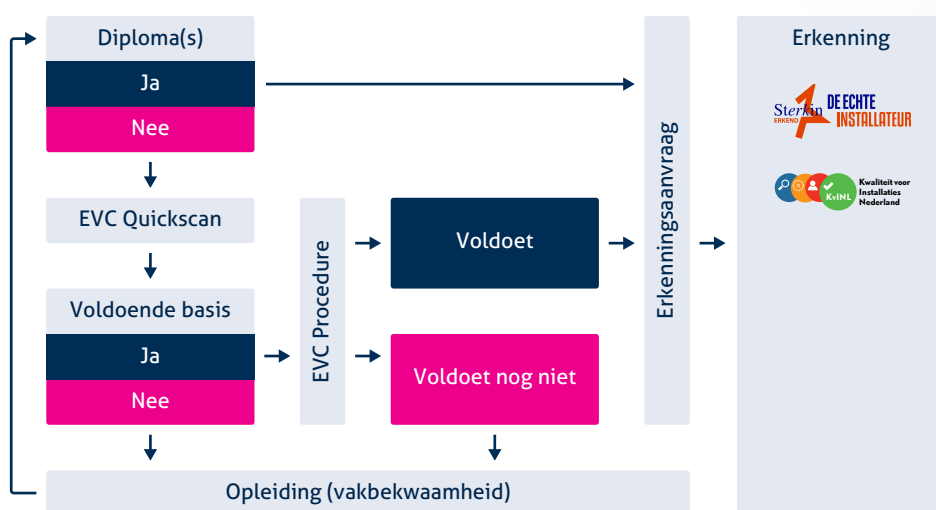 Diploma(s)
Ja
Nee
EVC Quickscan
Voldoende basis
Ja
Nee
EVC Procedure
Voldoet
Voldoet nog niet
Opleiding (vakbekwaamheid)
Erkenningsaanvraag
Erkenning
Sterkin
ERKEND
DE ECHTE
INSTALLATEUR
KvINL
Kwaliteit voor
Installaties
Nederland